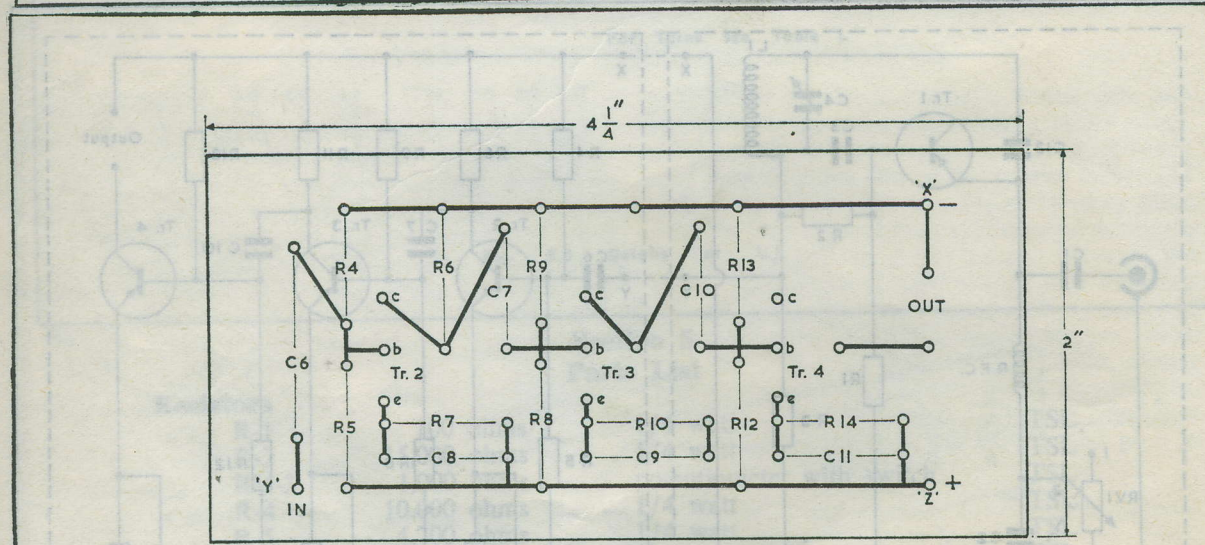 4 1/4"
'X' −
R4
R6
R9
R13
C7
C10
c
c
c
OUT
2"
C6
b
b
b
Tr. 2
Tr. 3
Tr. 4
e
e
e
R5
R7
R8
R10
R12
R14
C8
C9
C11
'Y'
IN
'Z' +